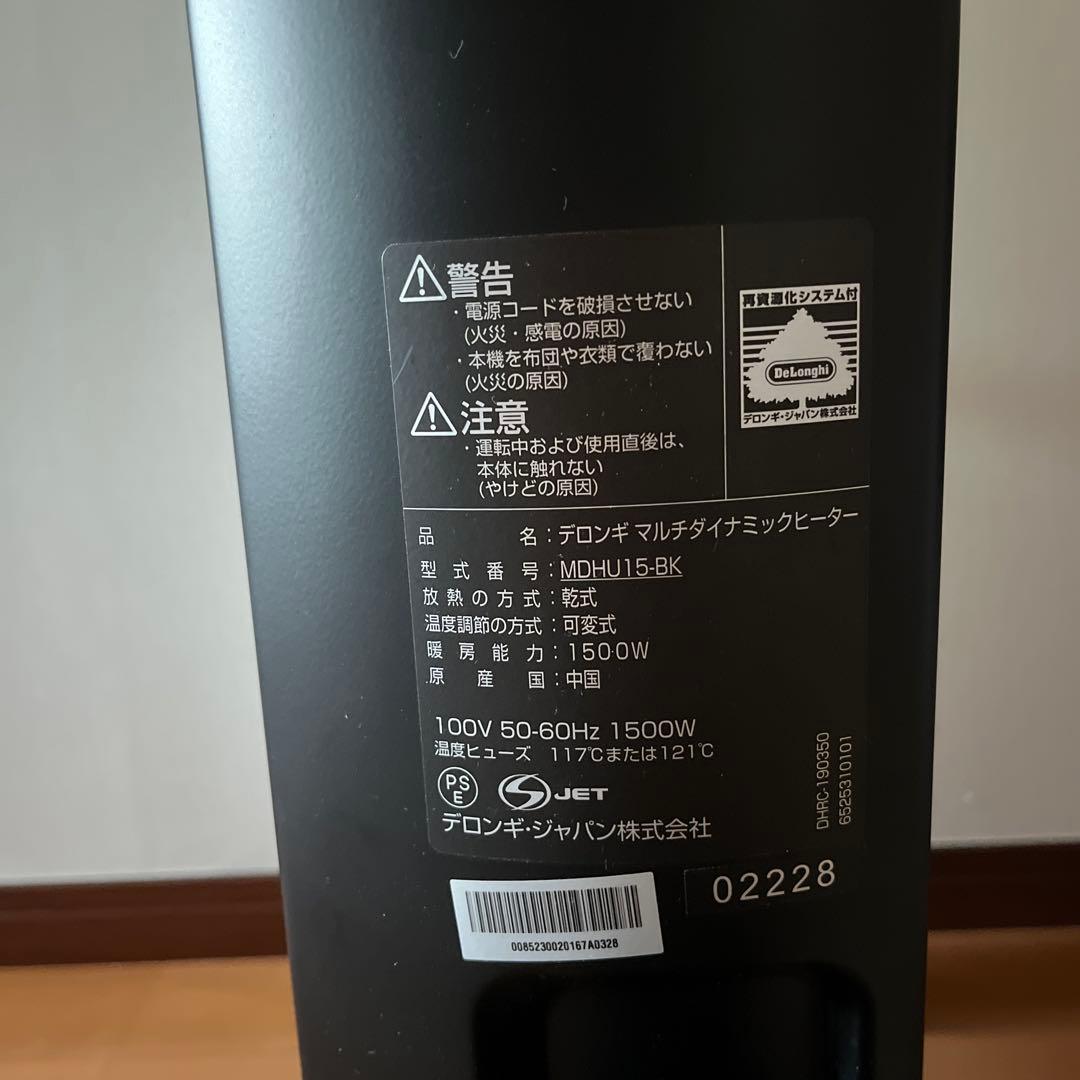 警告
・電源コードを破損させない
(火災・感電の原因)
・本機を布団や衣類で覆わない
(火災の原因)
注意
・運転中および使用直後は、
本体に触れない
(やけどの原因)
再資源化システム付
DeLonghi
デロンギ・ジャパン株式会社
品名:デロンギ マルチダイナミックヒーター
型式番号:MDHU15-BK
放熱の方式:乾式
温度調節の方式:可変式
暖房能力:1500W
原産国:中国
100V 50-60Hz 1500W
温度ヒューズ 117℃または121℃
PS
E
JET
デロンギ・ジャパン株式会社
DHRC-190350
6525310101
02228
0085230020167A0328